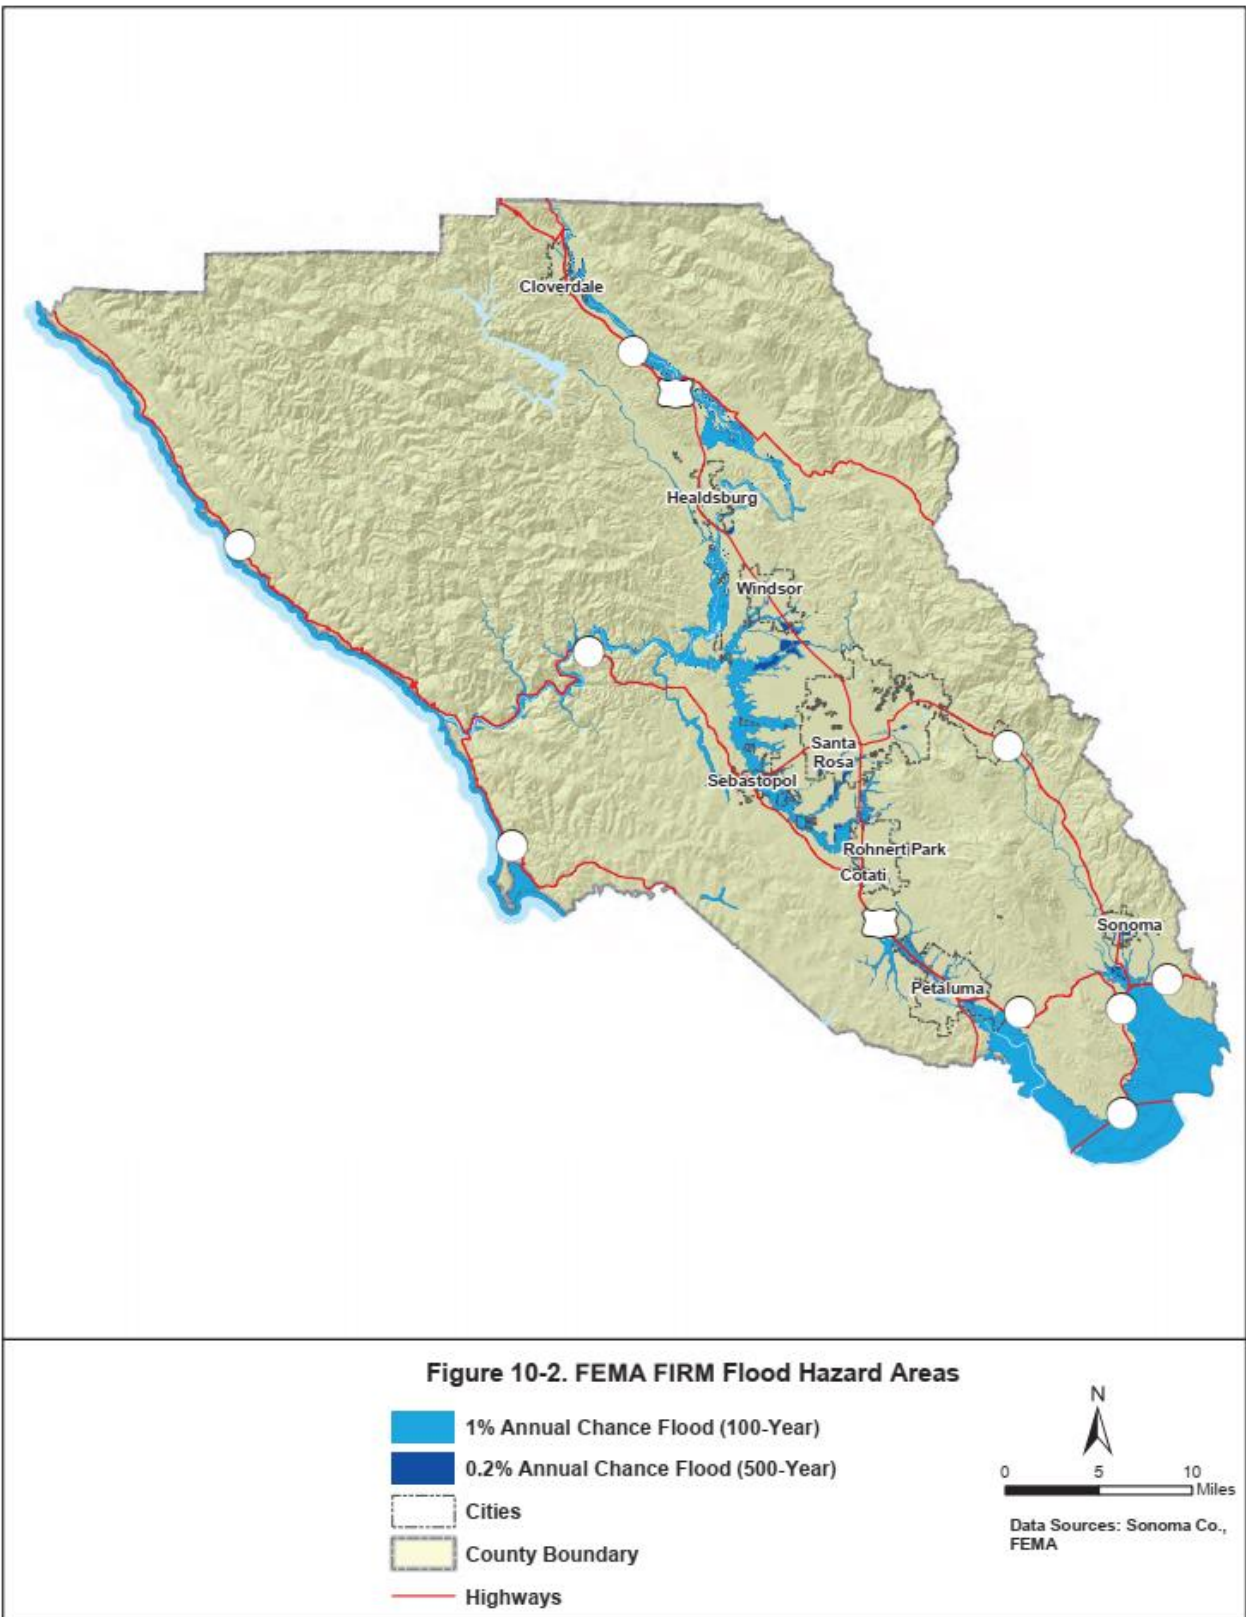 Cloverdale
Healdsburg
Windsor
Santa
Rosa
Sebastopol
Rohnert Park
Cotati
Sonoma
Petaluma
Figure 10-2. FEMA FIRM Flood Hazard Areas
1% Annual Chance Flood (100-Year)
0.2% Annual Chance Flood (500-Year)
Cities
County Boundary
Highways
N
0 5 10
Miles
Data Sources: Sonoma Co.,
FEMA